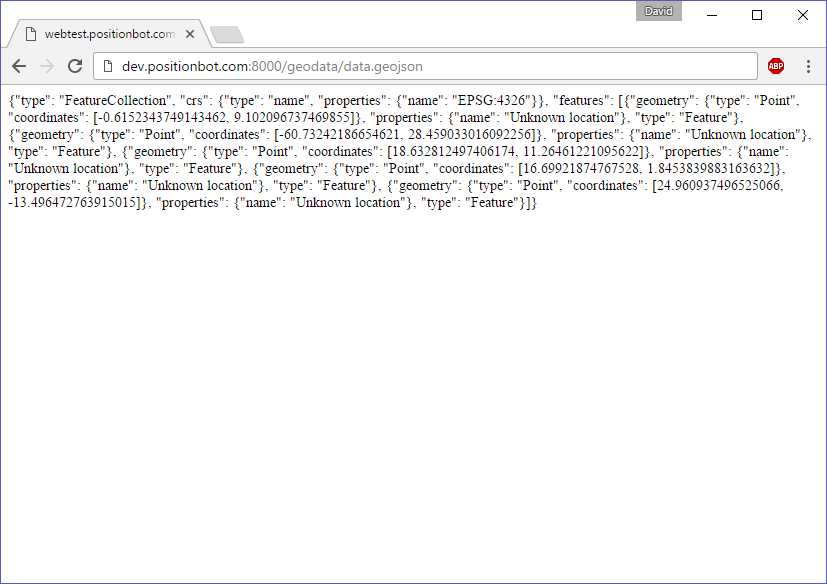 David
webtest.positionbot.com
dev.positionbot.com:8000/geodata/data.geojson
ABP
{"type": "FeatureCollection", "crs": {"type": "name", "properties": {"name": "EPSG:4326"}}, "features": [{"geometry": {"type": "Point",
"coordinates": [-0.6152343749143462, 9.102096737469855]}, "properties": {"name": "Unknown location"}, "type": "Feature"},
{"geometry": {"type": "Point", "coordinates": [-60.73242186654621, 28.459033016092256]}, "properties": {"name": "Unknown location"},
"type": "Feature"}, {"geometry": {"type": "Point", "coordinates": [18.632812497406174, 11.26461221095622]}, "properties": {"name":
"Unknown location"}, "type": "Feature"}, {"geometry": {"type": "Point", "coordinates": [16.69921874767528, 1.8453839883163632]},
"properties": {"name": "Unknown location"}, "type": "Feature"}, {"geometry": {"type": "Point", "coordinates": [24.960937496525066,
-13.496472763915015]}, "properties": {"name": "Unknown location"}, "type": "Feature"}]}